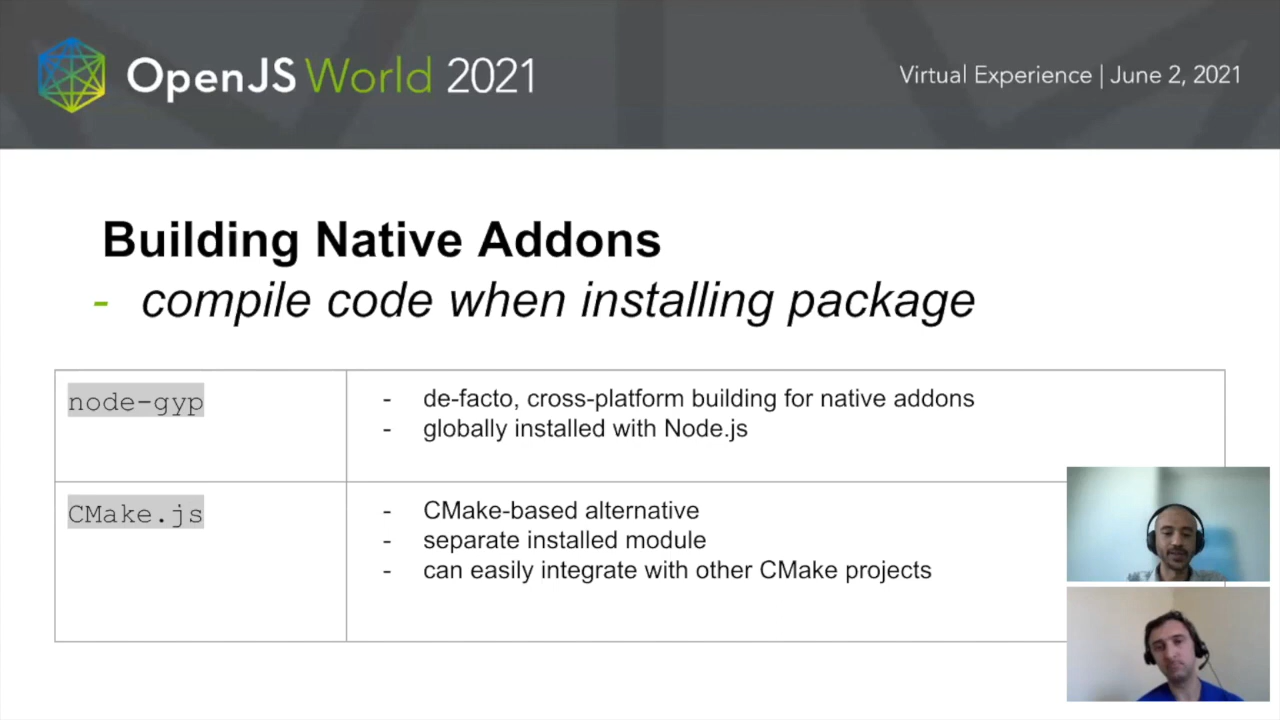 OpenJS World 2021
Virtual Experience | June 2, 2021
Building Native Addons
- compile code when installing package
node-gyp
- de-facto, cross-platform building for native addons
- globally installed with Node.js
CMake.js
- CMake-based alternative
- separate installed module
- can easily integrate with other CMake projects